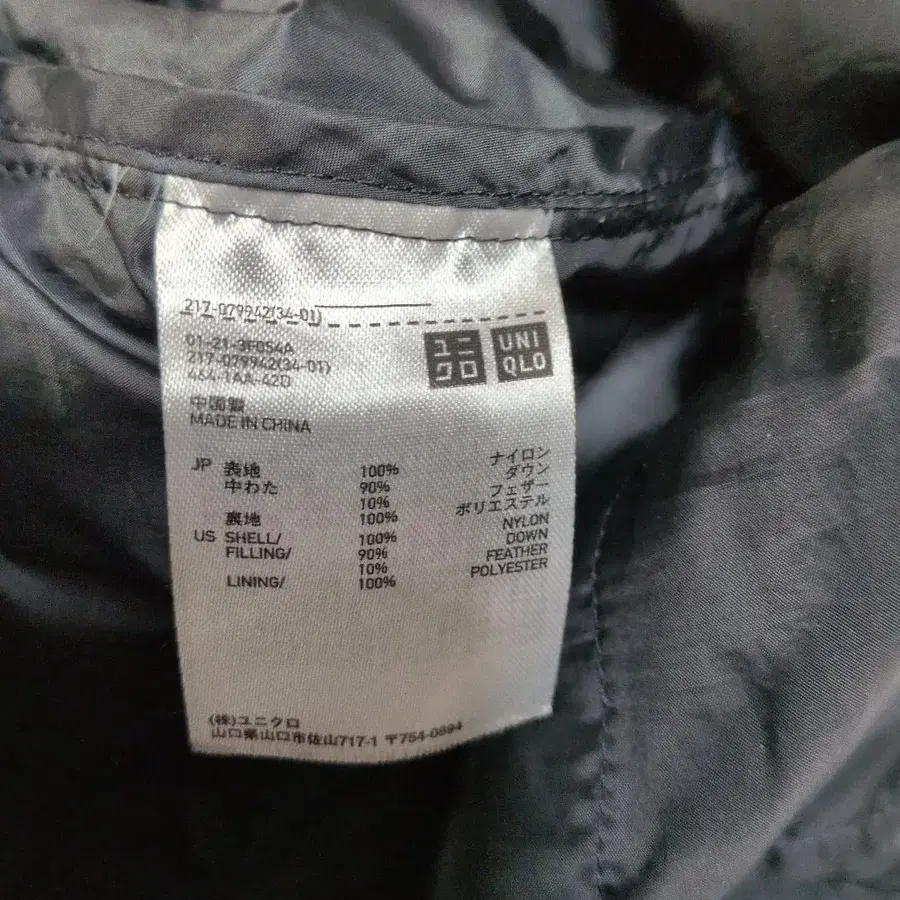 217-079942(34-01)
01-21-3F054A
217-079942(34-01)
464-1AA-42D
ユニクロ
UNIQLO
中国製
MADE IN CHINA
JP 表地 100% ナイロン
中わた 90% ダウン
10% フェザー
裏地 100% ポリエステル
US SHELL/ 100% NYLON
FILLING/ 90% DOWN
10% FEATHER
LINING/ 100% POLYESTER
(株)ユニクロ
山口県山口市佐山717-1 〒754-0894